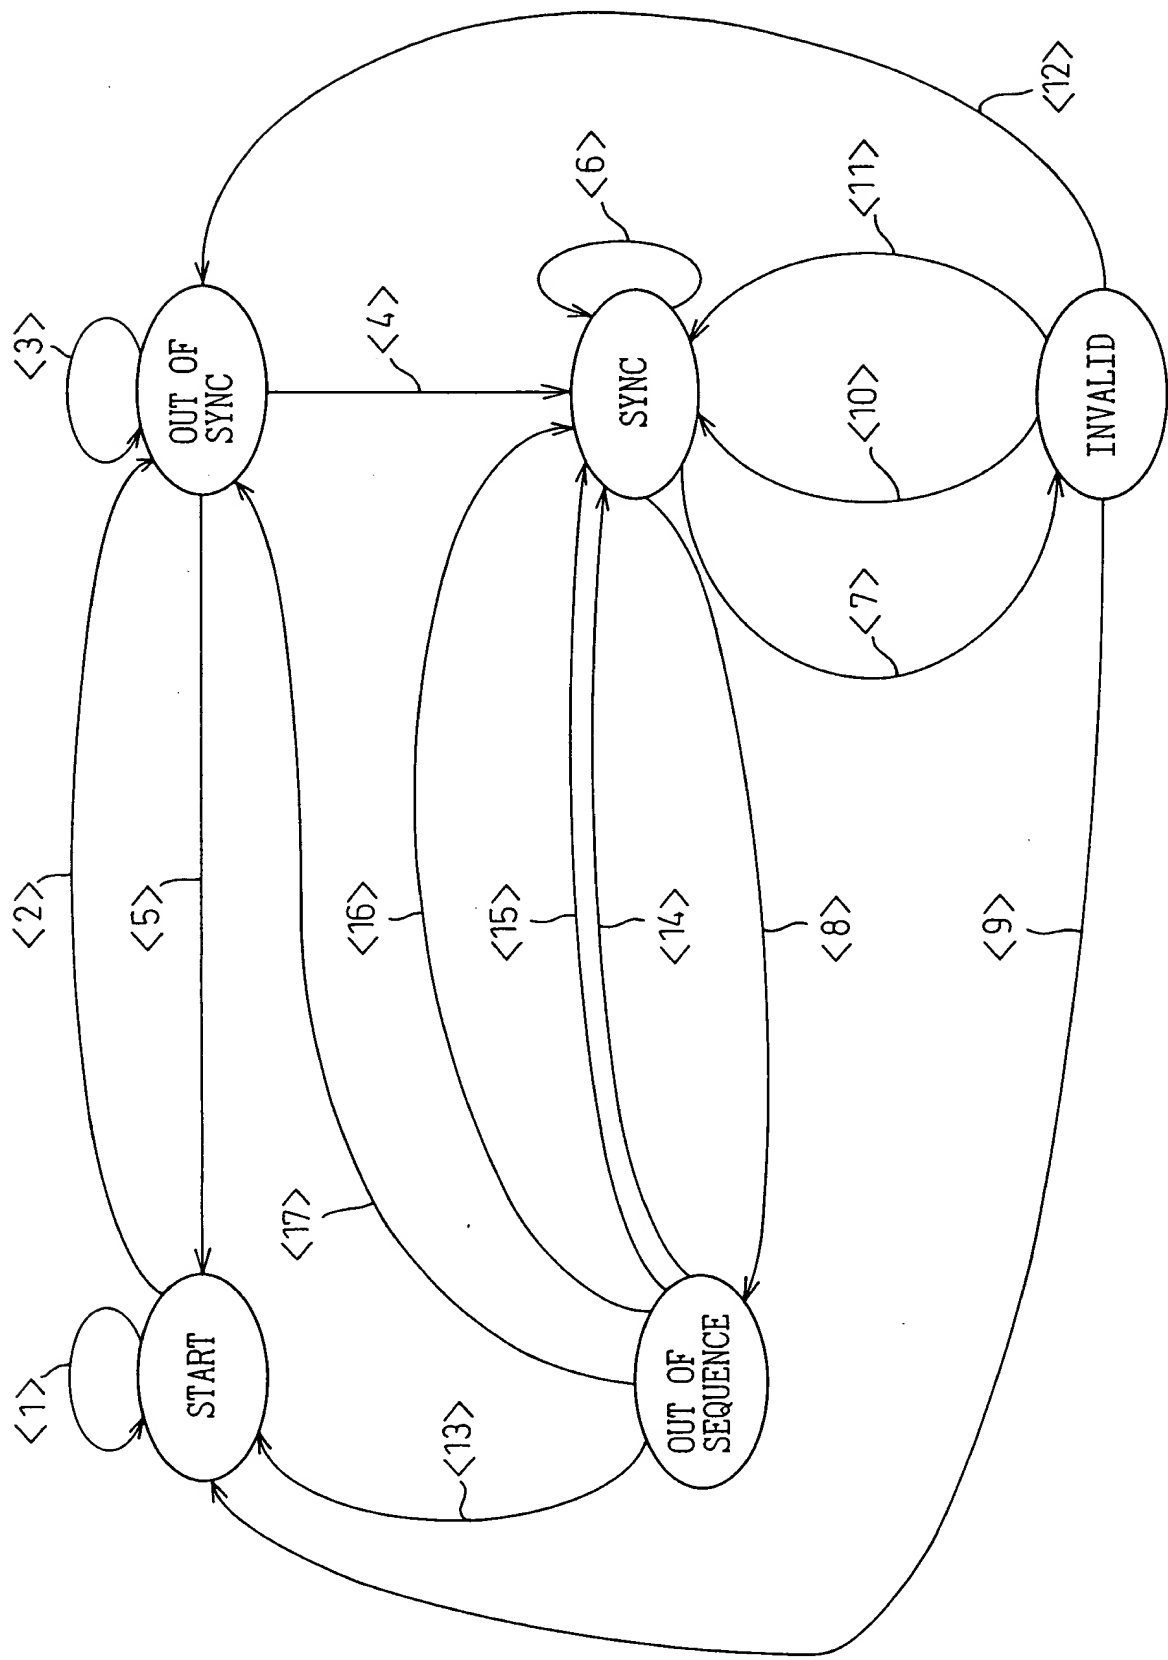 <1>
<2>
<3>
START
<5>
OUT OF
SYNC
<17>
<4>
<13>
<16>
<12>
<15>
<6>
OUT OF
SEQUENCE
<14>
SYNC
<8>
<7>
<10>
<11>
<9>
INVALID